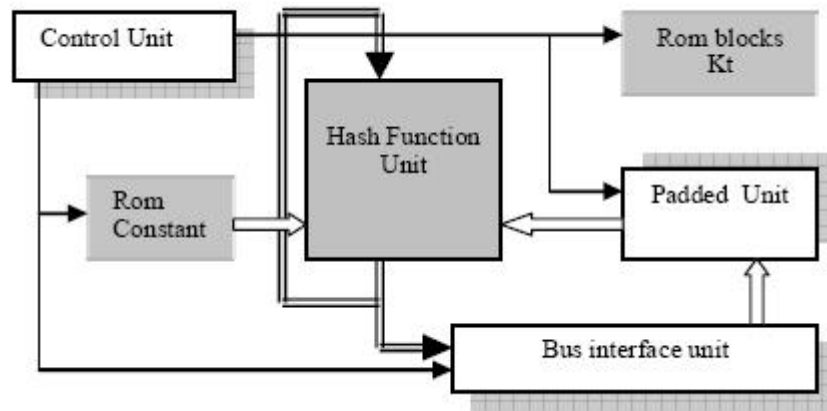 Control Unit
Rom blocks
Kt
Hash Function
Unit
Rom
Constant
Padded Unit
Bus interface unit